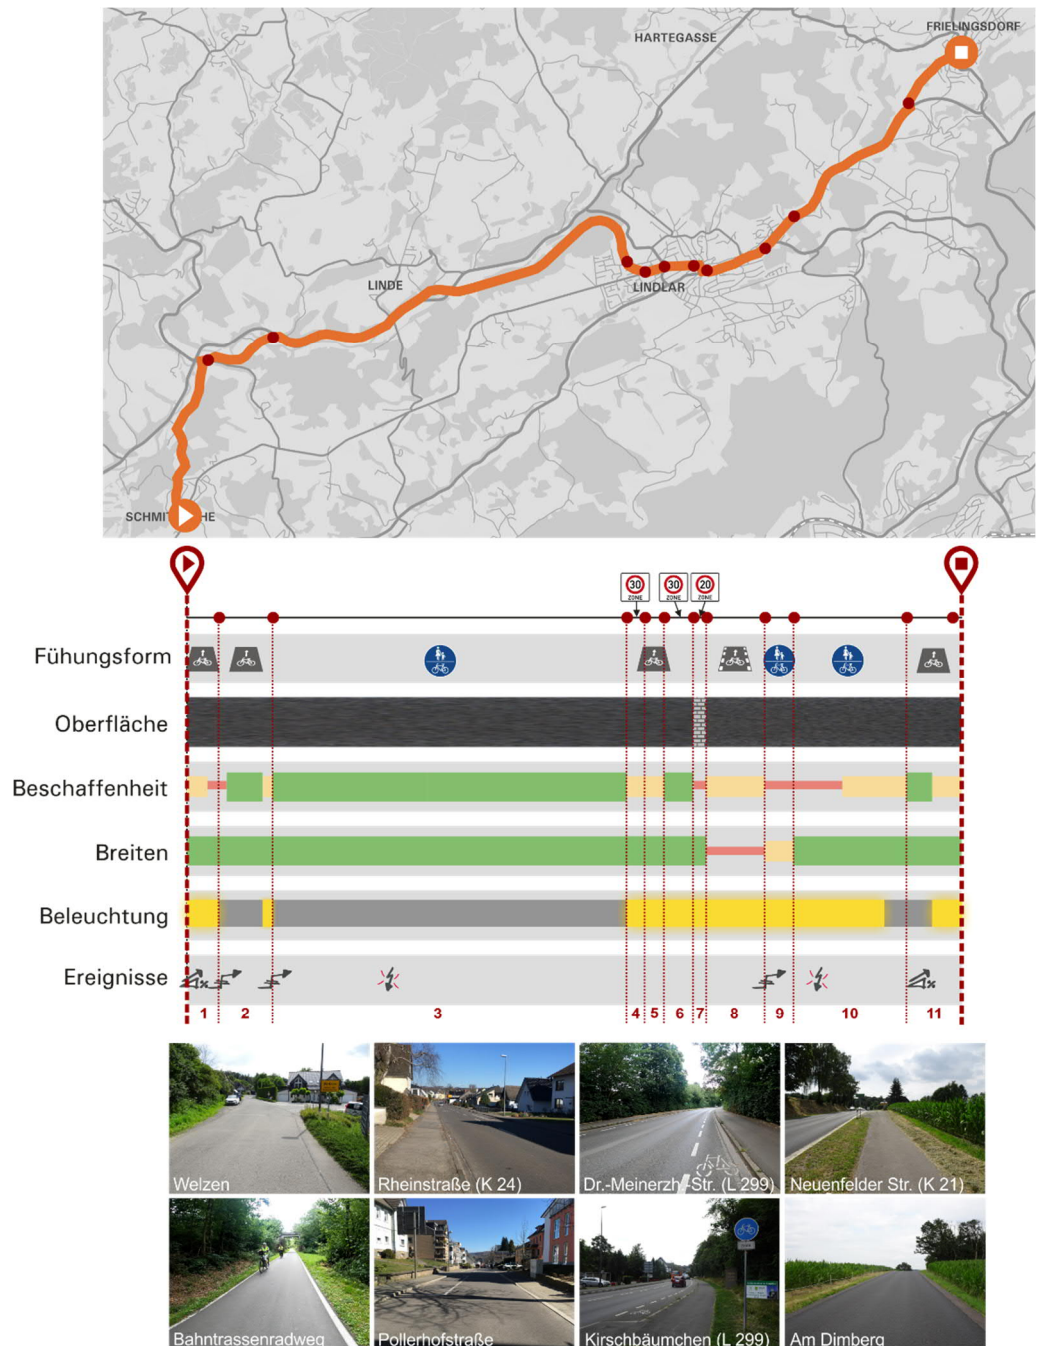 FRIELINGSDORF
HARTEGASSE
LINDE
LINDLAR
SCHMIT HE
30
ZONE
30
ZONE
20
ZONE
Fühungsform
Oberfläche
Beschaffenheit
Breiten
Beleuchtung
Ereignisse
1 2 3 4 5 6 7 8 9 10 11
Welzen
Rheinstraße (K 24)
Dr.-Meinerzh.-Str. (L 299)
Neuenfelder Str. (K 21)
Bahntrassenradweg
Pollerhofstraße
Kirschbäumchen (L 299)
Am Dimberg